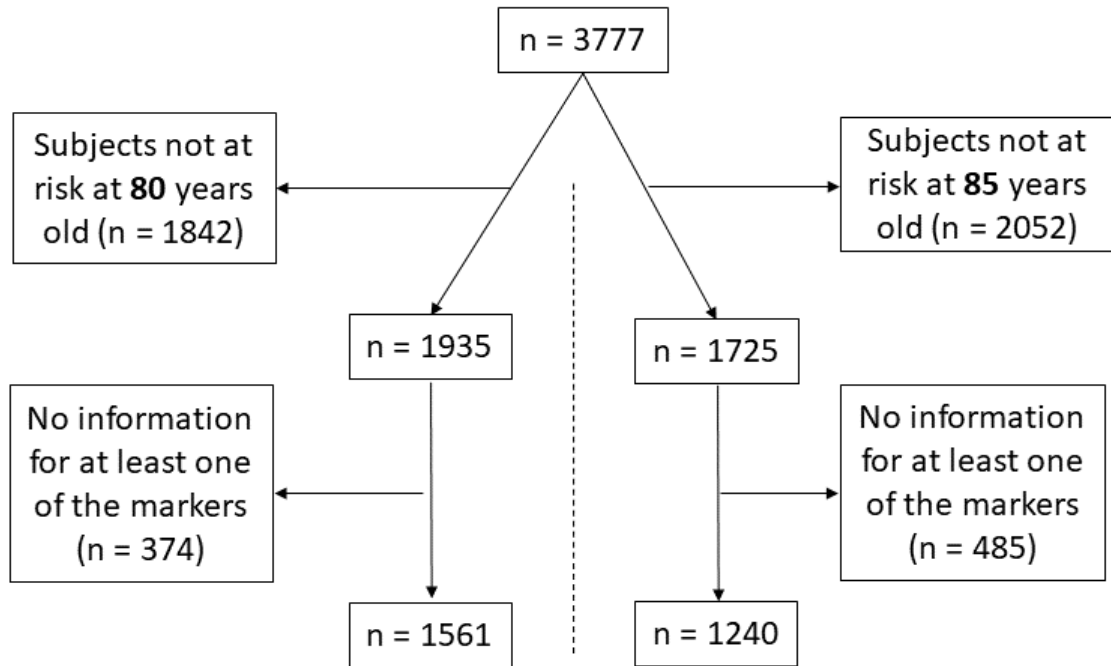 n = 3777
Subjects not at
risk at 80 years
old (n = 1842)
Subjects not at
risk at 85 years
old (n = 2052)
n = 1935
n = 1725
No information
for at least one
of the markers
(n = 374)
No information
for at least one
of the markers
(n = 485)
n = 1561
n = 1240